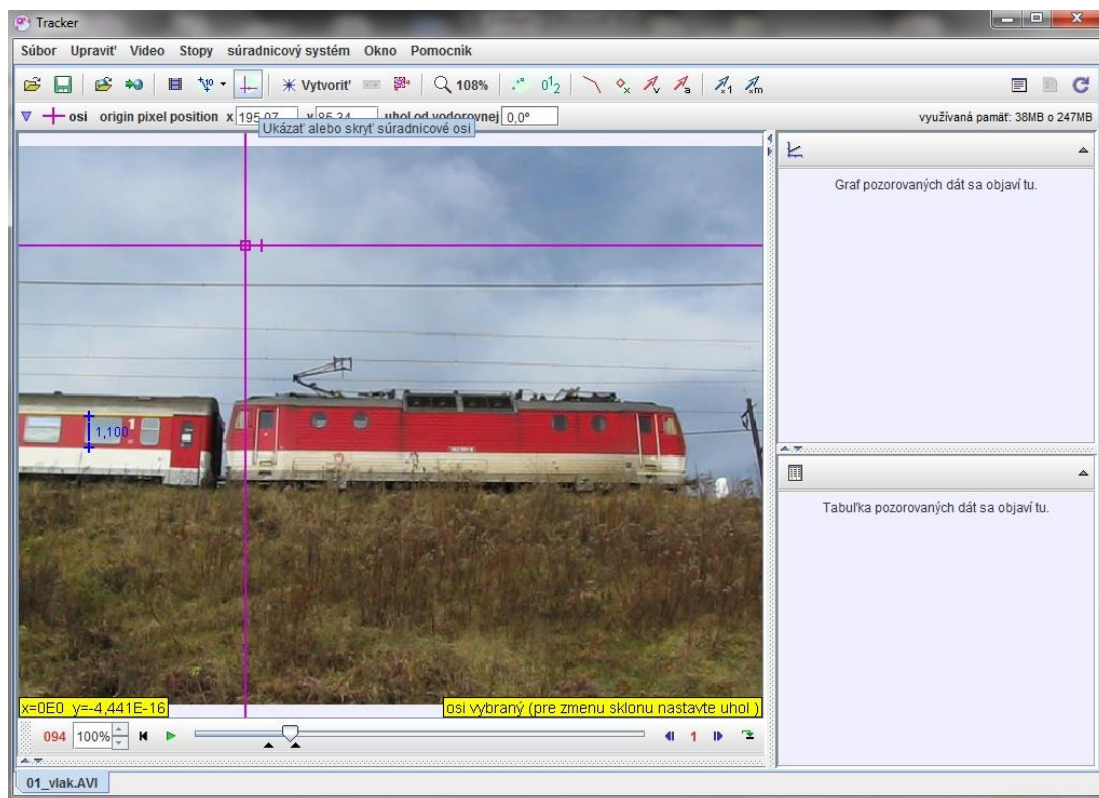 Tracker
Súbor Upraviť Video Stopy súradnicový systém Okno Pomocník
Vytvoriť 108%
osi origin pixel position x 195,07 y 85,24 uhol od vodorovnej 0,0°
využívaná pamäť: 38MB o 247MB
Ukázať alebo skryť súradnicové osi
Graf pozorovaných dát sa objaví tu.
1,100
1
Tabuľka pozorovaných dát sa objaví tu.
x=0E0 y=-4,441E-16
osi vybraný (pre zmenu sklonu nastavte uhol )
094 100% 1
01_vlak.AVI